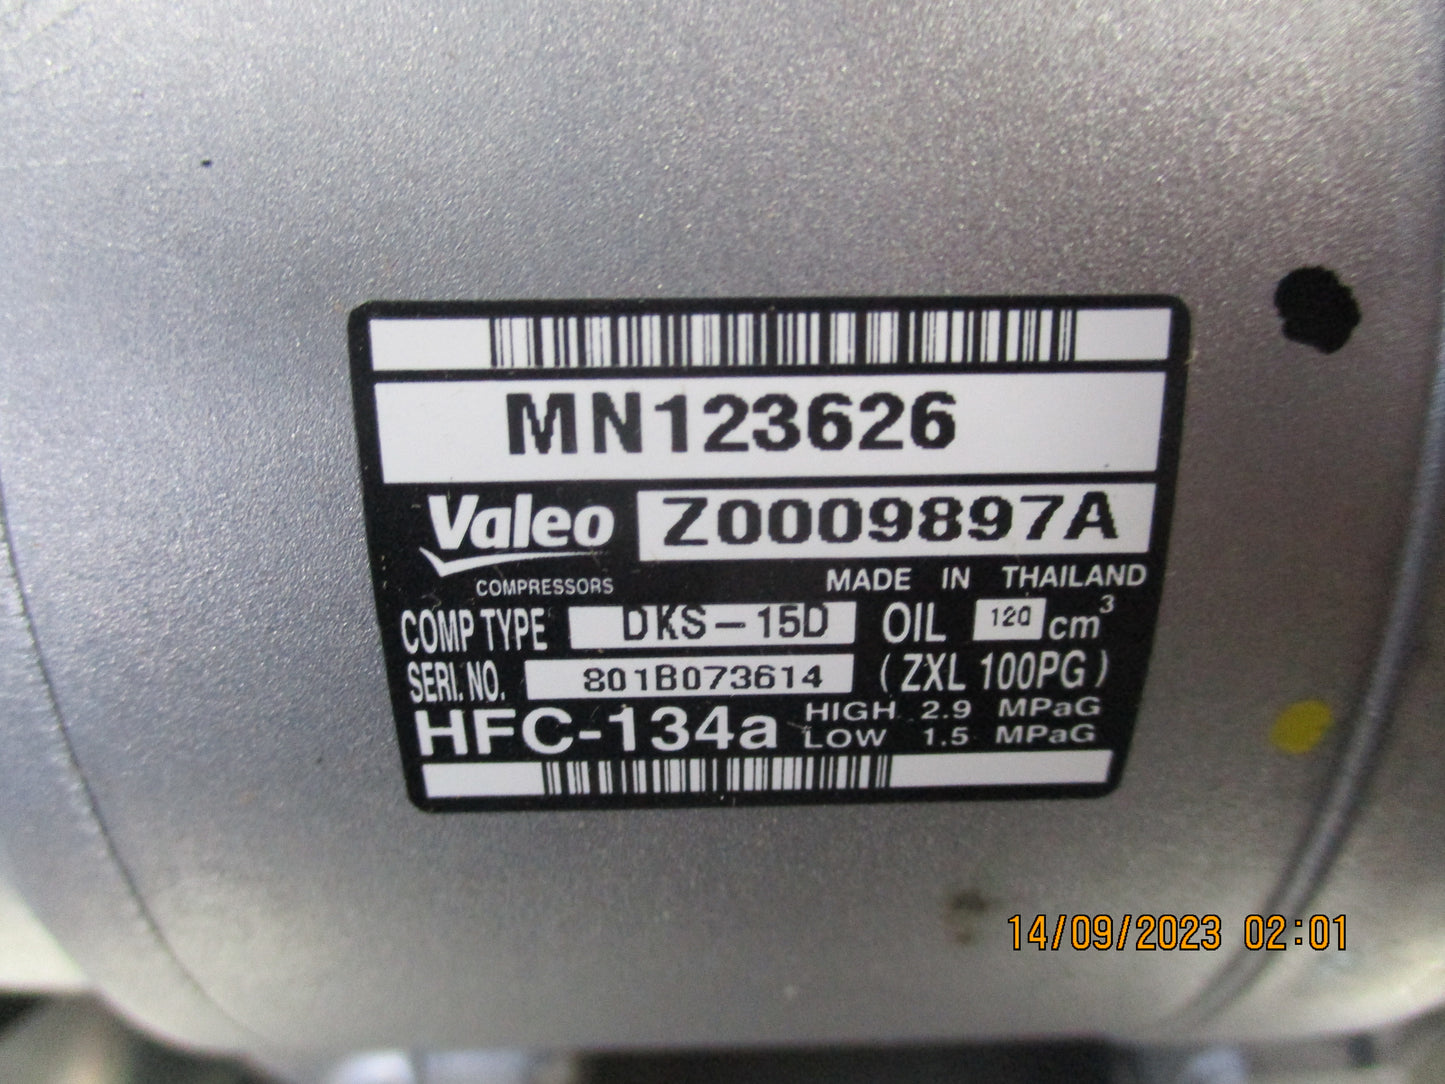 MN123626
Valeo Z0009897A
COMPRESSORS MADE IN THAILAND
COMP TYPE DKS-15D OIL 120 cm³
SERI. NO. 801B073614 (ZXL 100PG)
HFC-134a HIGH 2.9 MPaG
LOW 1.5 MPaG
14/09/2023 02:01